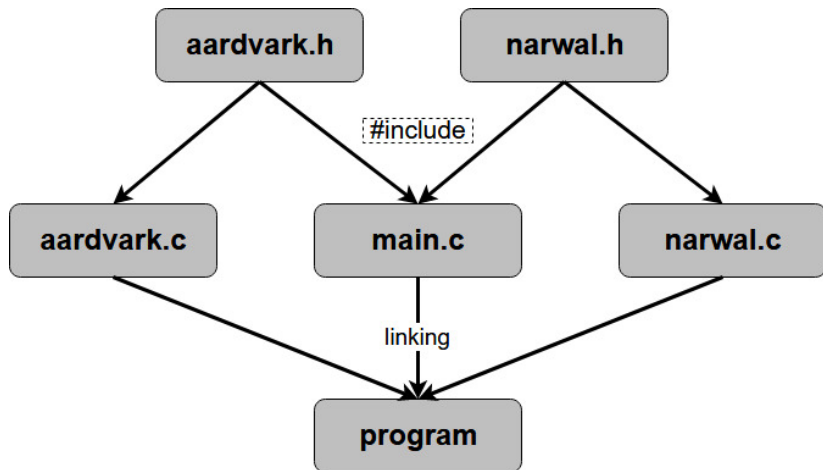 aardvark.h
narwal.h
#include
aardvark.c
main.c
narwal.c
linking
program